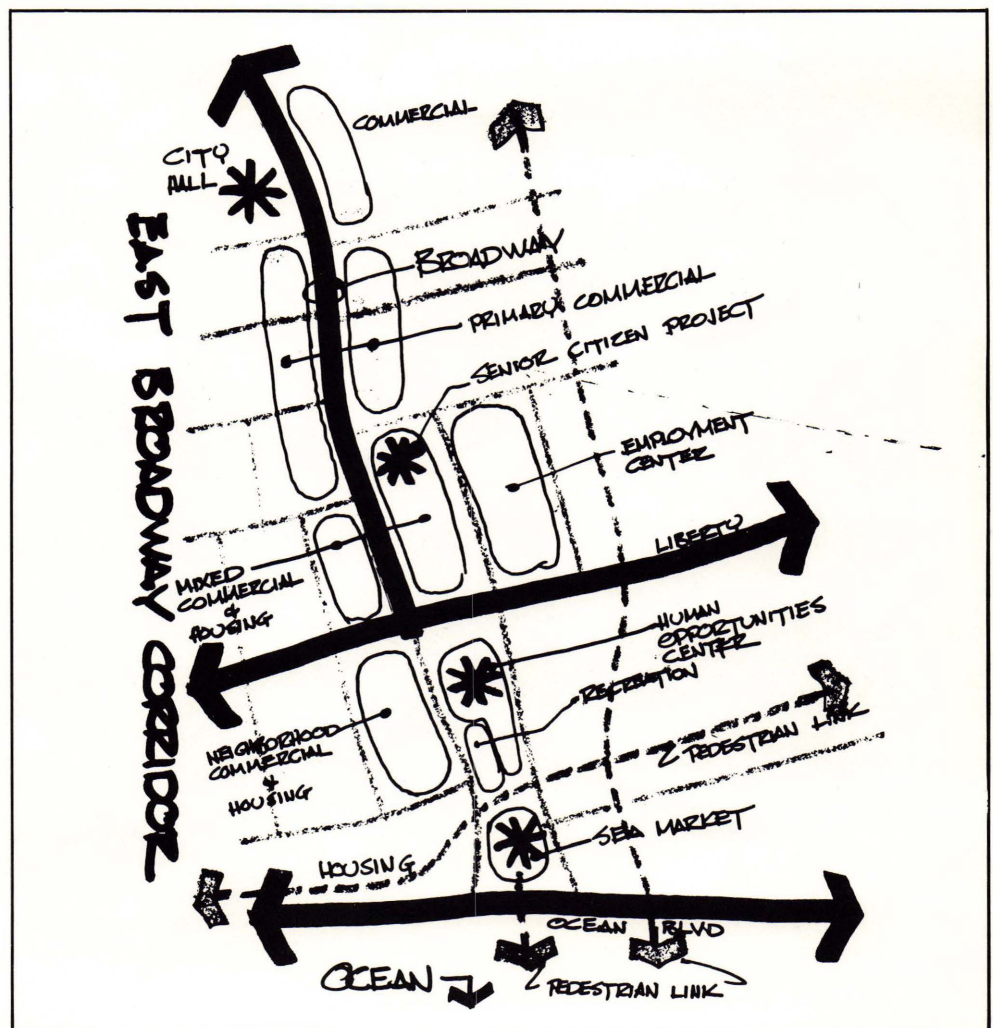 COMMERCIAL
CITY
HALL
EAST BROADWAY CORRIDOR
BROADWAY
PRIMARY COMMERCIAL
SENIOR CITIZEN PROJECT
EMPLOYMENT
CENTER
LIBERTY
MIXED
COMMERCIAL
&
HOUSING
HUMAN
OPPORTUNITIES
CENTER
RECREATION
NEIGHBORHOOD
COMMERCIAL
&
HOUSING
PEDESTRIAN LINK
SEA MARKET
HOUSING
OCEAN BLVD
OCEAN
PEDESTRIAN LINK